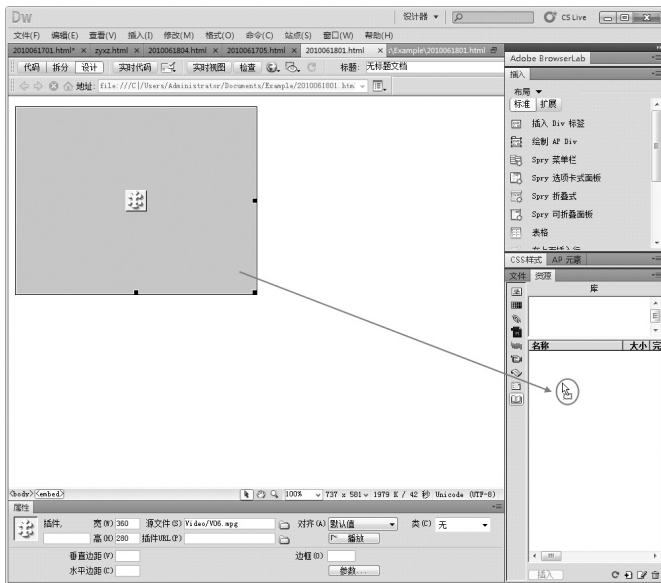 Dw
设计器
CS Live
文件(F) 编辑(E) 查看(V) 插入(I) 修改(M) 格式(O) 命令(C) 站点(S) 窗口(W) 帮助(H)
2010061701.html* × zyxz.html × 2010061804.html × 2010061705.html × 2010061801.html × :\Example\2010061801.html
代码 拆分 设计 实时代码 实时视图 检查 标题: 无标题文档
地址: file:///C|/Users/Administrator/Documents/Example/2010061801.htm
Adobe BrowserLab
插入
布局
标准 扩展
插入 Div 标签
绘制 AP Div
Spry 菜单栏
Spry 选项卡式面板
Spry 折叠式
Spry 可折叠面板
表格
在上面插入行
CSS样式 AP 元素
文件 资源
库
名称 大小 完
<body><embed>
100% 737 x 581 1979 K / 42 秒 Unicode (UTF-8)
属性
插件, 宽(W) 360 源文件(S) Video/V06.mpg 对齐(A) 默认值 类(C) 无
高(H) 280 插件URL(P) 播放
垂直边距(V) 边框(O)
水平边距(C) 参数...
插入